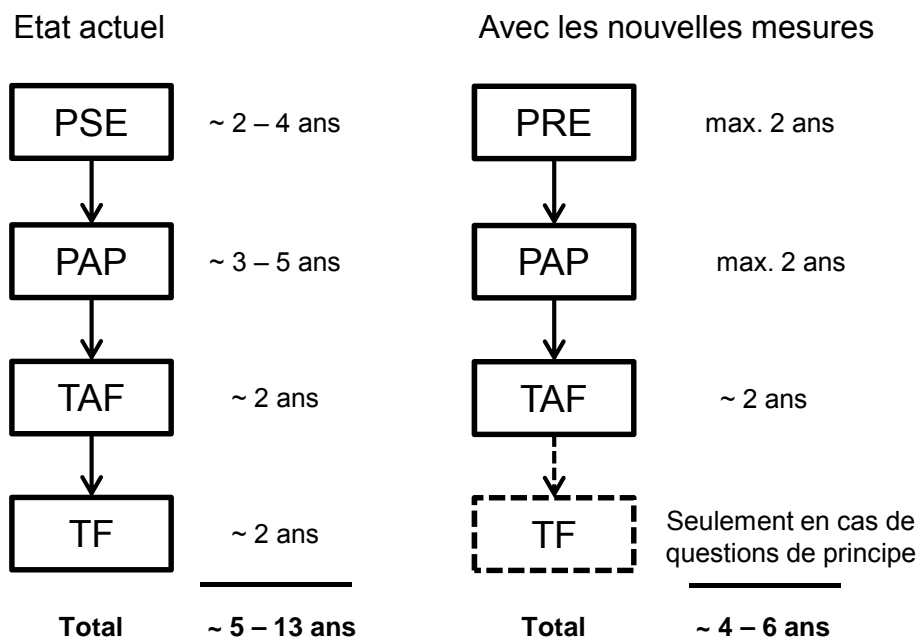 Etat actuel
Avec les nouvelles mesures
PSE
~ 2 – 4 ans
PRE
max. 2 ans
PAP
~ 3 – 5 ans
PAP
max. 2 ans
TAF
~ 2 ans
TAF
~ 2 ans
TF
~ 2 ans
TF
Seulement en cas de
questions de principe
Total
~ 5 – 13 ans
Total
~ 4 – 6 ans